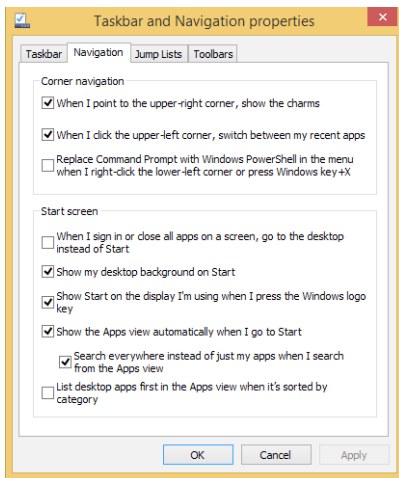 Taskbar and Navigation properties
Taskbar Navigation Jump Lists Toolbars
Corner navigation
When I point to the upper-right corner, show the charms
When I click the upper-left corner, switch between my recent apps
Replace Command Prompt with Windows PowerShell in the menu
when I right-click the lower-left corner or press Windows key+X
Start screen
When I sign in or close all apps on a screen, go to the desktop
instead of Start
Show my desktop background on Start
Show Start on the display I'm using when I press the Windows logo
key
Show the Apps view automatically when I go to Start
Search everywhere instead of just my apps when I search
from the Apps view
List desktop apps first in the Apps view when it's sorted by
category
OK Cancel Apply